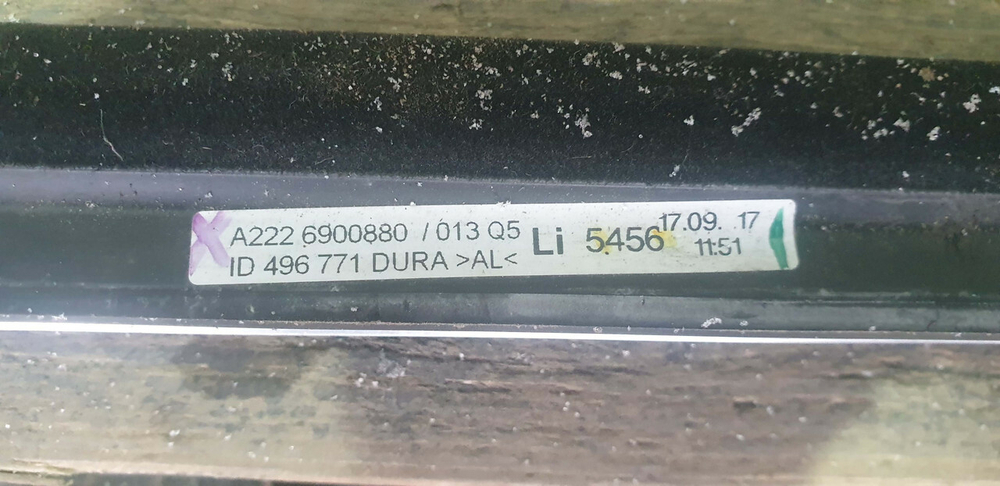 A222 6900880 / 013 Q5 Li 5456 17.09. 17
ID 496 771 DURA >AL< 11:51